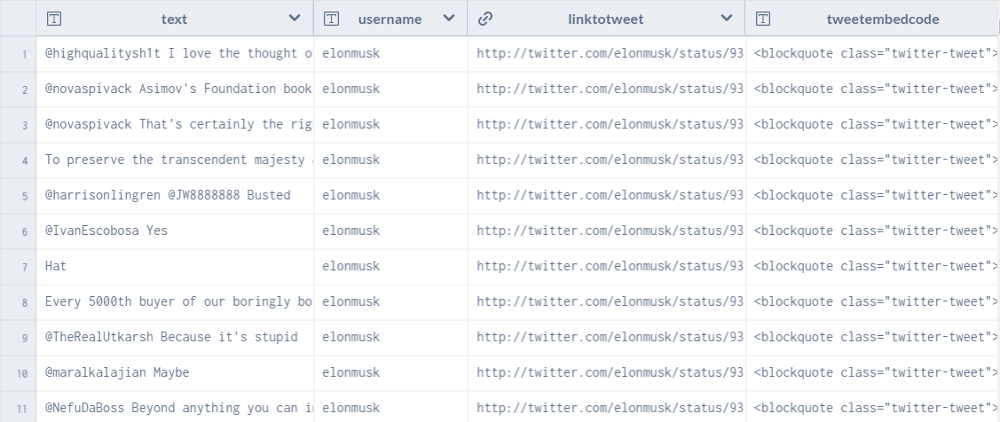 text username linktotweet tweetembedcode
1 @highqualitysh1t I love the thought o elonmusk http://twitter.com/elonmusk/status/93 <blockquote class="twitter-tweet">
2 @novaspivack Asimov's Foundation book elonmusk http://twitter.com/elonmusk/status/93 <blockquote class="twitter-tweet">
3 @novaspivack That's certainly the rig elonmusk http://twitter.com/elonmusk/status/93 <blockquote class="twitter-tweet">
4 To preserve the transcendent majesty elonmusk http://twitter.com/elonmusk/status/93 <blockquote class="twitter-tweet">
5 @harrisonlingren @JW8888888 Busted elonmusk http://twitter.com/elonmusk/status/93 <blockquote class="twitter-tweet">
6 @IvanEscobosa Yes elonmusk http://twitter.com/elonmusk/status/93 <blockquote class="twitter-tweet">
7 Hat elonmusk http://twitter.com/elonmusk/status/93 <blockquote class="twitter-tweet">
8 Every 5000th buyer of our boringly bo elonmusk http://twitter.com/elonmusk/status/93 <blockquote class="twitter-tweet">
9 @TheRealUtkarsh Because it's stupid elonmusk http://twitter.com/elonmusk/status/93 <blockquote class="twitter-tweet">
10 @maralkalajian Maybe elonmusk http://twitter.com/elonmusk/status/93 <blockquote class="twitter-tweet">
11 @NefuDaBoss Beyond anything you can i elonmusk http://twitter.com/elonmusk/status/93 <blockquote class="twitter-tweet">